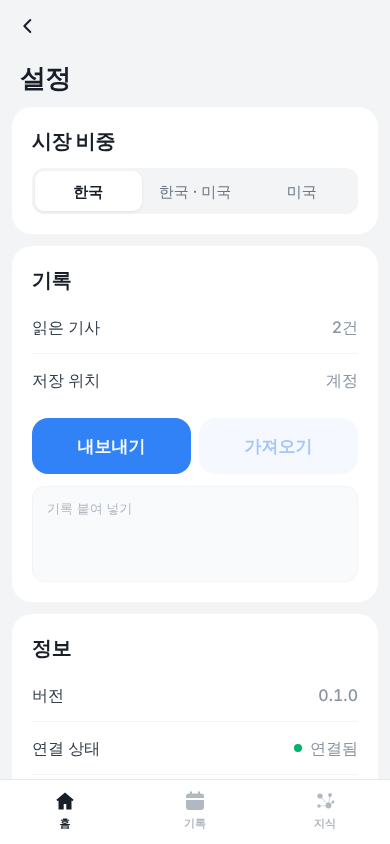 설정
시장 비중
한국
한국 · 미국
미국
기록
읽은 기사
2건
저장 위치
계정
내보내기
가져오기
기록 붙여 넣기
정보
버전
0.1.0
연결 상태
연결됨
홈
기록
지식